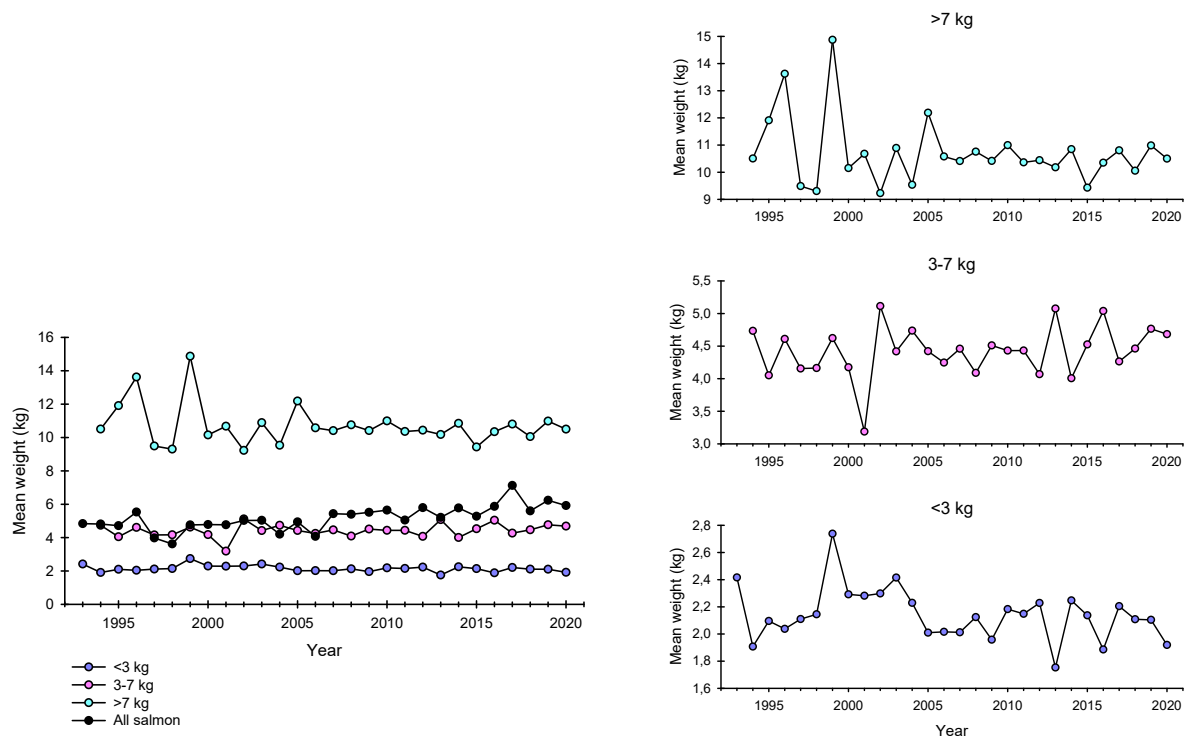 16
14
12
10
8
6
4
2
0
Mean weight (kg)
1995 2000 2005 2010 2015 2020
Year
<3 kg
3-7 kg
>7 kg
All salmon
>7 kg
15
14
13
12
11
10
9
Mean weight (kg)
1995 2000 2005 2010 2015 2020
3-7 kg
5,5
5,0
4,5
4,0
3,5
3,0
Mean weight (kg)
1995 2000 2005 2010 2015 2020
<3 kg
2,8
2,6
2,4
2,2
2,0
1,8
1,6
Mean weight (kg)
1995 2000 2005 2010 2015 2020
Year